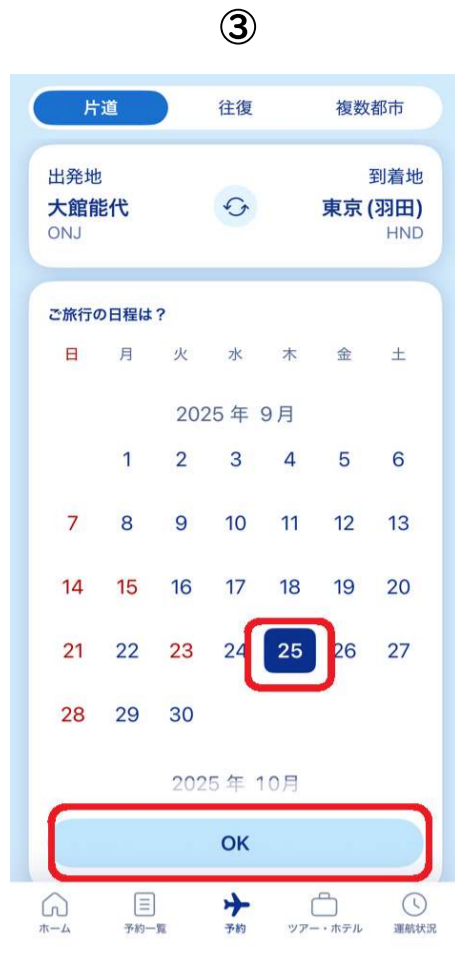 ③
片道 往復 複数都市
出発地 到着地
大館能代 東京 (羽田)
ONJ HND
ご旅行の日程は？
日 月 火 水 木 金 土
2025 年 9月
1 2 3 4 5 6
7 8 9 10 11 12 13
14 15 16 17 18 19 20
21 22 23 24 25 26 27
28 29 30
2025 年 10月
OK
ホーム 予約一覧 予約 ツアー・ホテル 運航状況